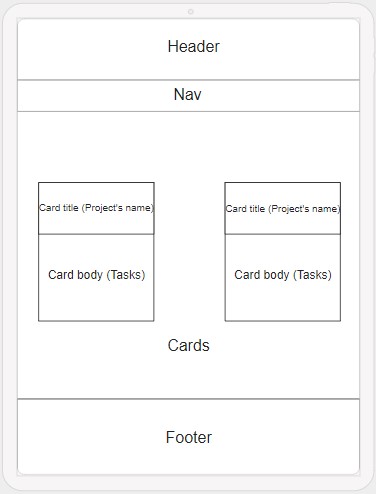 Header
Nav
Card title (Project's name)
Card title (Project's name)
Card body (Tasks)
Card body (Tasks)
Cards
Footer